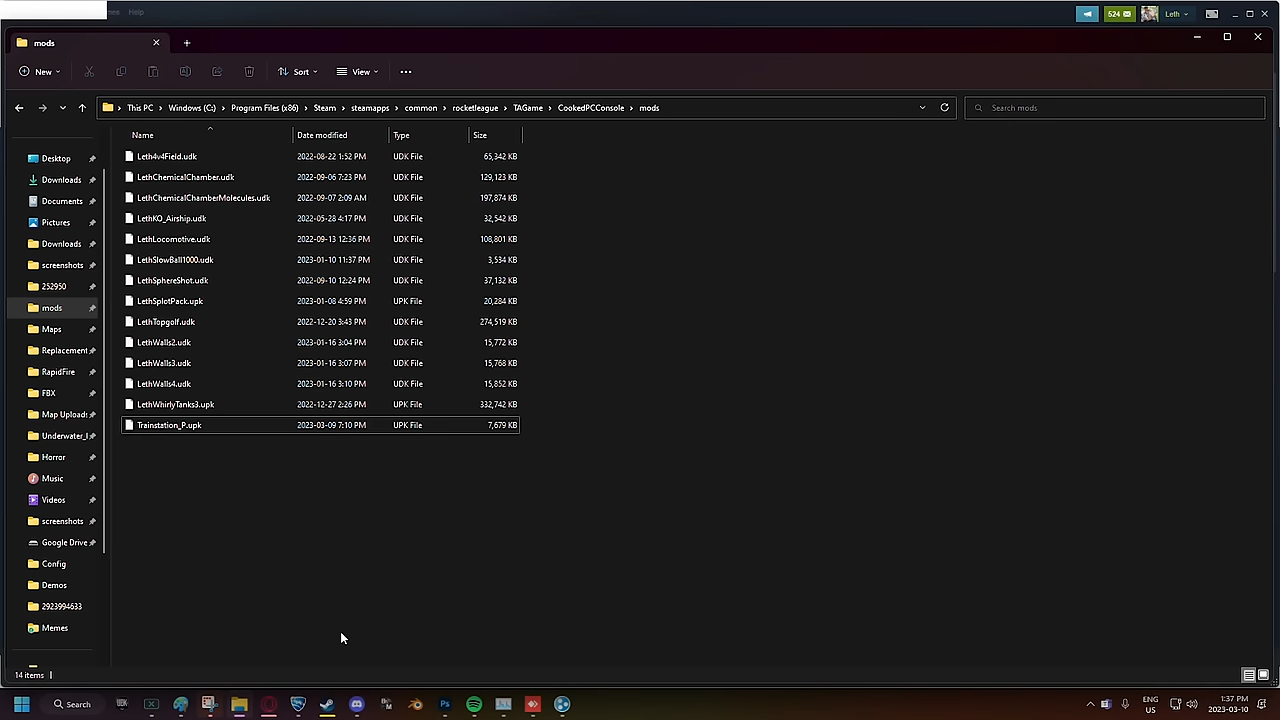 Help
524
Leth
mods
New
Sort
View
This PC > Windows (C:) > Program Files (x86) > Steam > steamapps > common > rocketleague > TAGame > CookedPCConsole > mods
Search mods
Name Date modified Type Size
Leth4v4Field.udk 2022-08-22 1:52 PM UDK File 65,342 KB
LethChemicalChamber.udk 2022-09-06 7:23 PM UDK File 129,123 KB
LethChemicalChamberMolecules.udk 2022-09-07 2:09 AM UDK File 197,874 KB
LethKO_Airship.udk 2022-05-28 4:17 PM UDK File 32,542 KB
LethLocomotive.udk 2022-09-13 12:36 PM UDK File 108,801 KB
LethSlowBall1000.udk 2023-01-10 11:37 PM UDK File 3,534 KB
LethSphereShot.udk 2022-09-10 12:24 PM UDK File 37,132 KB
LethSplotPack.upk 2023-01-08 4:59 PM UPK File 20,284 KB
LethTopgolf.udk 2022-12-20 3:43 PM UDK File 274,519 KB
LethWalls2.udk 2023-01-16 3:04 PM UDK File 15,772 KB
LethWalls3.udk 2023-01-16 3:07 PM UDK File 15,768 KB
LethWalls4.udk 2023-01-16 3:10 PM UDK File 15,852 KB
LethWhirlyTanks3.upk 2022-12-27 2:26 PM UPK File 332,742 KB
Trainstation_P.upk 2023-03-09 7:10 PM UPK File 7,679 KB
Desktop
Downloads
Documents
Pictures
Downloads
screenshots
252950
mods
Maps
Replacement
RapidFire
FBX
Map Uploads
Underwater_
Horror
Music
Videos
screenshots
Google Drive
Config
Demos
2923994633
Memes
14 items
Search
ENG
US
1:37 PM
2023-03-10